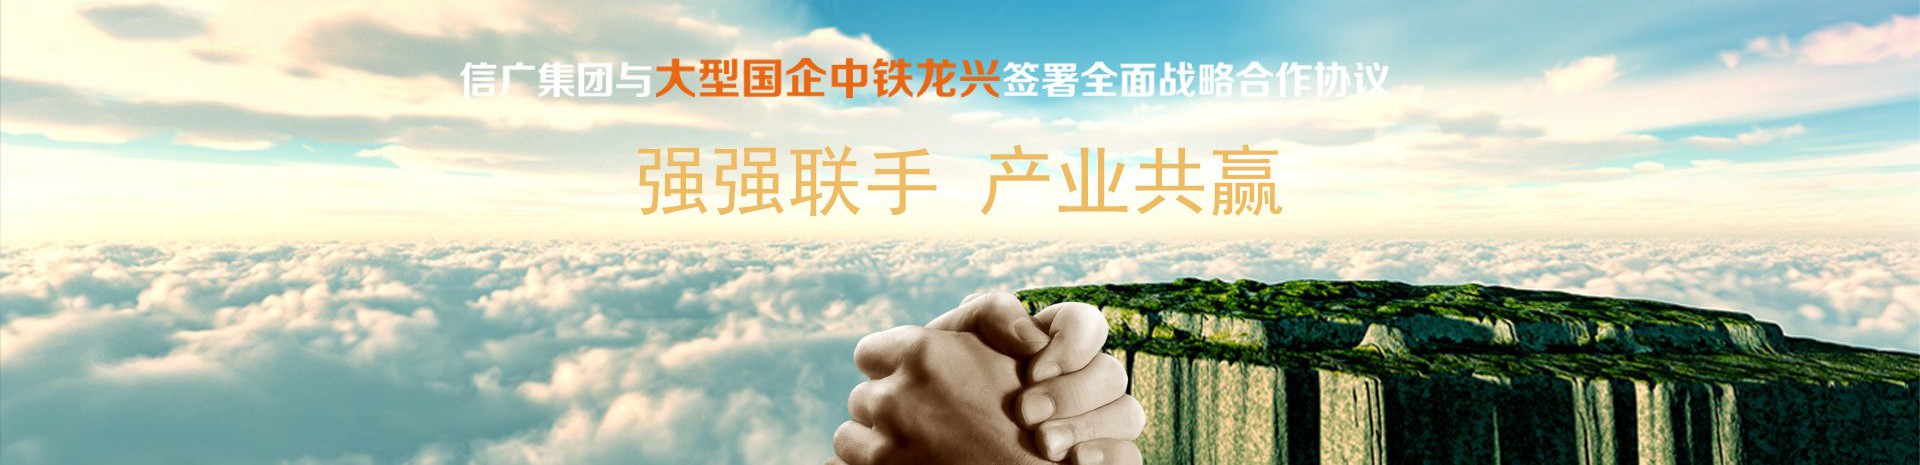 信广集团与大型国企中铁龙兴签署全面战略合作协议
强强联手 产业共赢